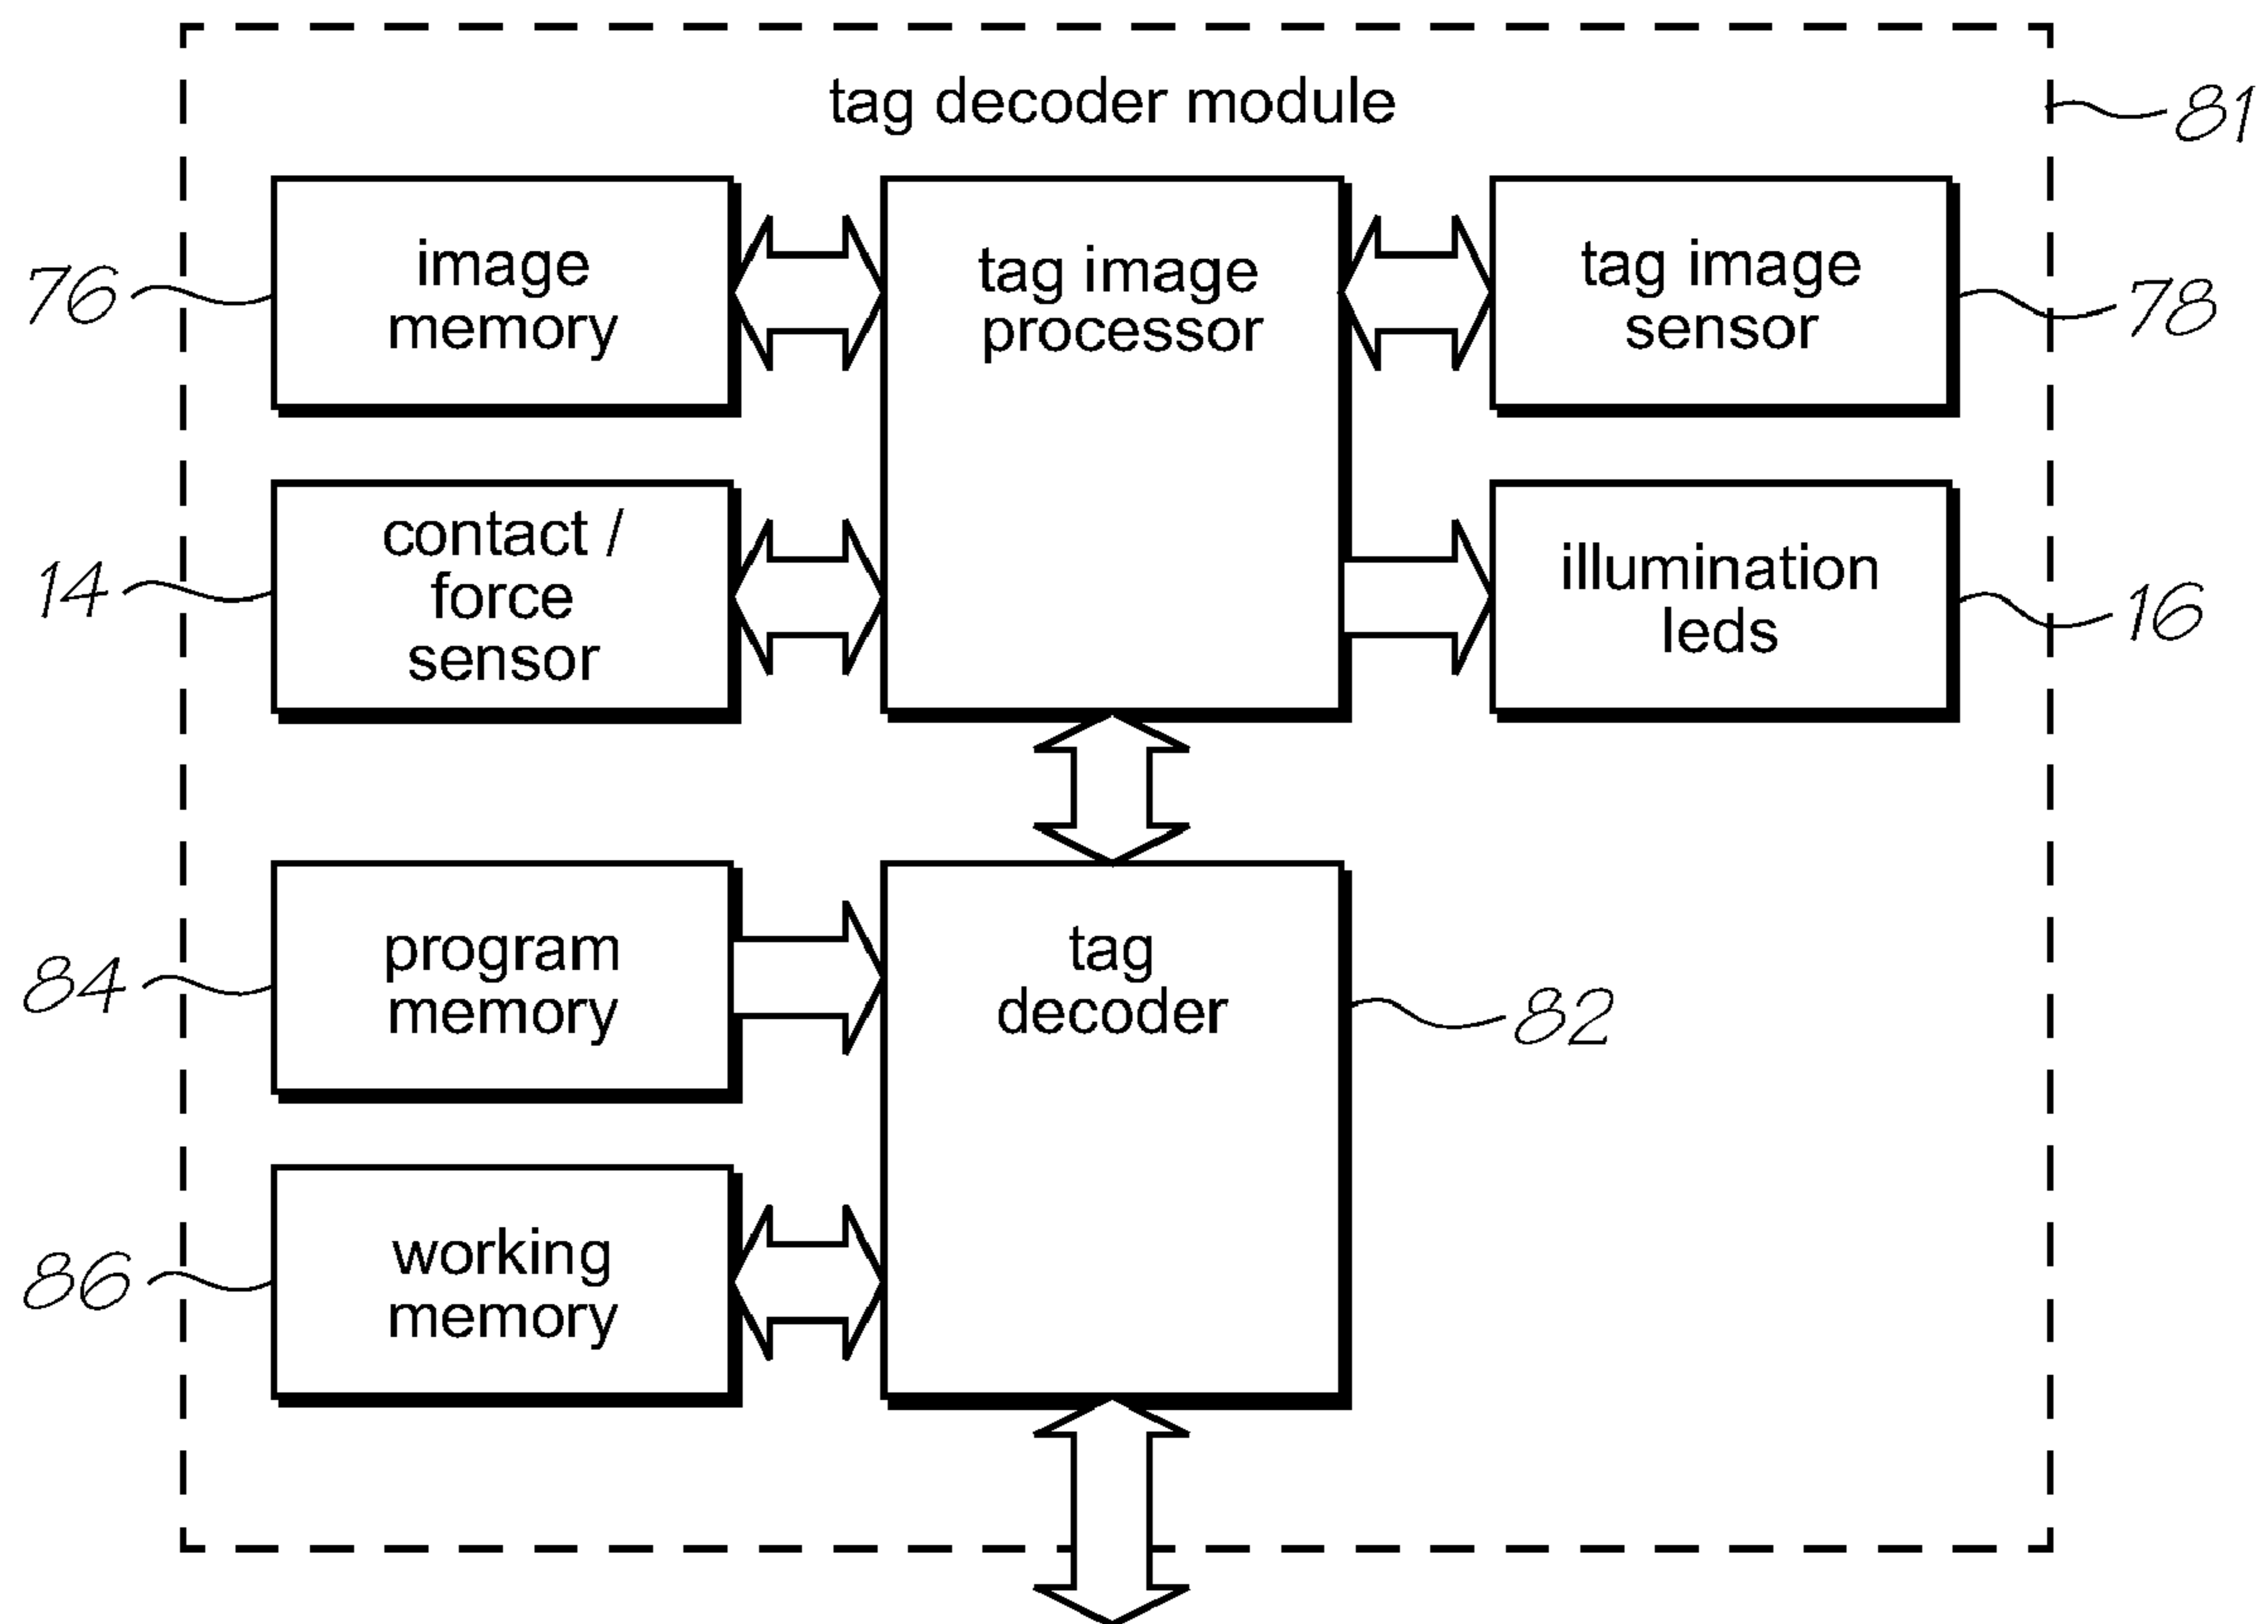 tag decoder module
81
76
image
memory
tag image
processor
tag image
sensor
78
14
contact /
force
sensor
illumination
leds
16
84
program
memory
tag
decoder
82
86
working
memory